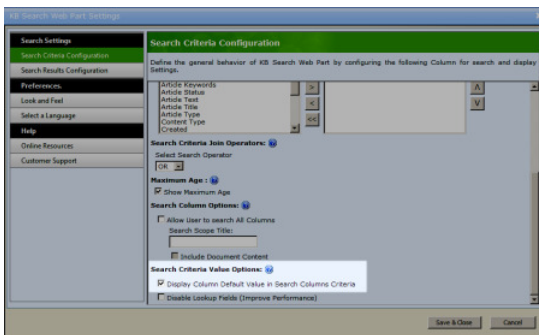 KB Search Web Part Settings
Search Settings
Search Criteria Configuration
Search Results Configuration
Preferences.
Look and Feel
Select a Language
Help
Online Resources
Customer Support
Search Criteria Configuration
Define the general behavior of KB Search Web Part by configuring the following Column for search and display
Settings.
Article Keywords
Article Status
Article Text
Article Title
Article Type
Content Type
Created
>
<
<<
Λ
V
Search Criteria Join Operators:
Select Search Operator
OR
Maximum Age :
Show Maximum Age
Search Column Options:
Allow User to search All Columns
Search Scope Title:
Include Document Content
Search Criteria Value Options:
Display Column Default Value in Search Columns Criteria
Disable Lookup Fields (Improve Performance)
Save & Close
Cancel